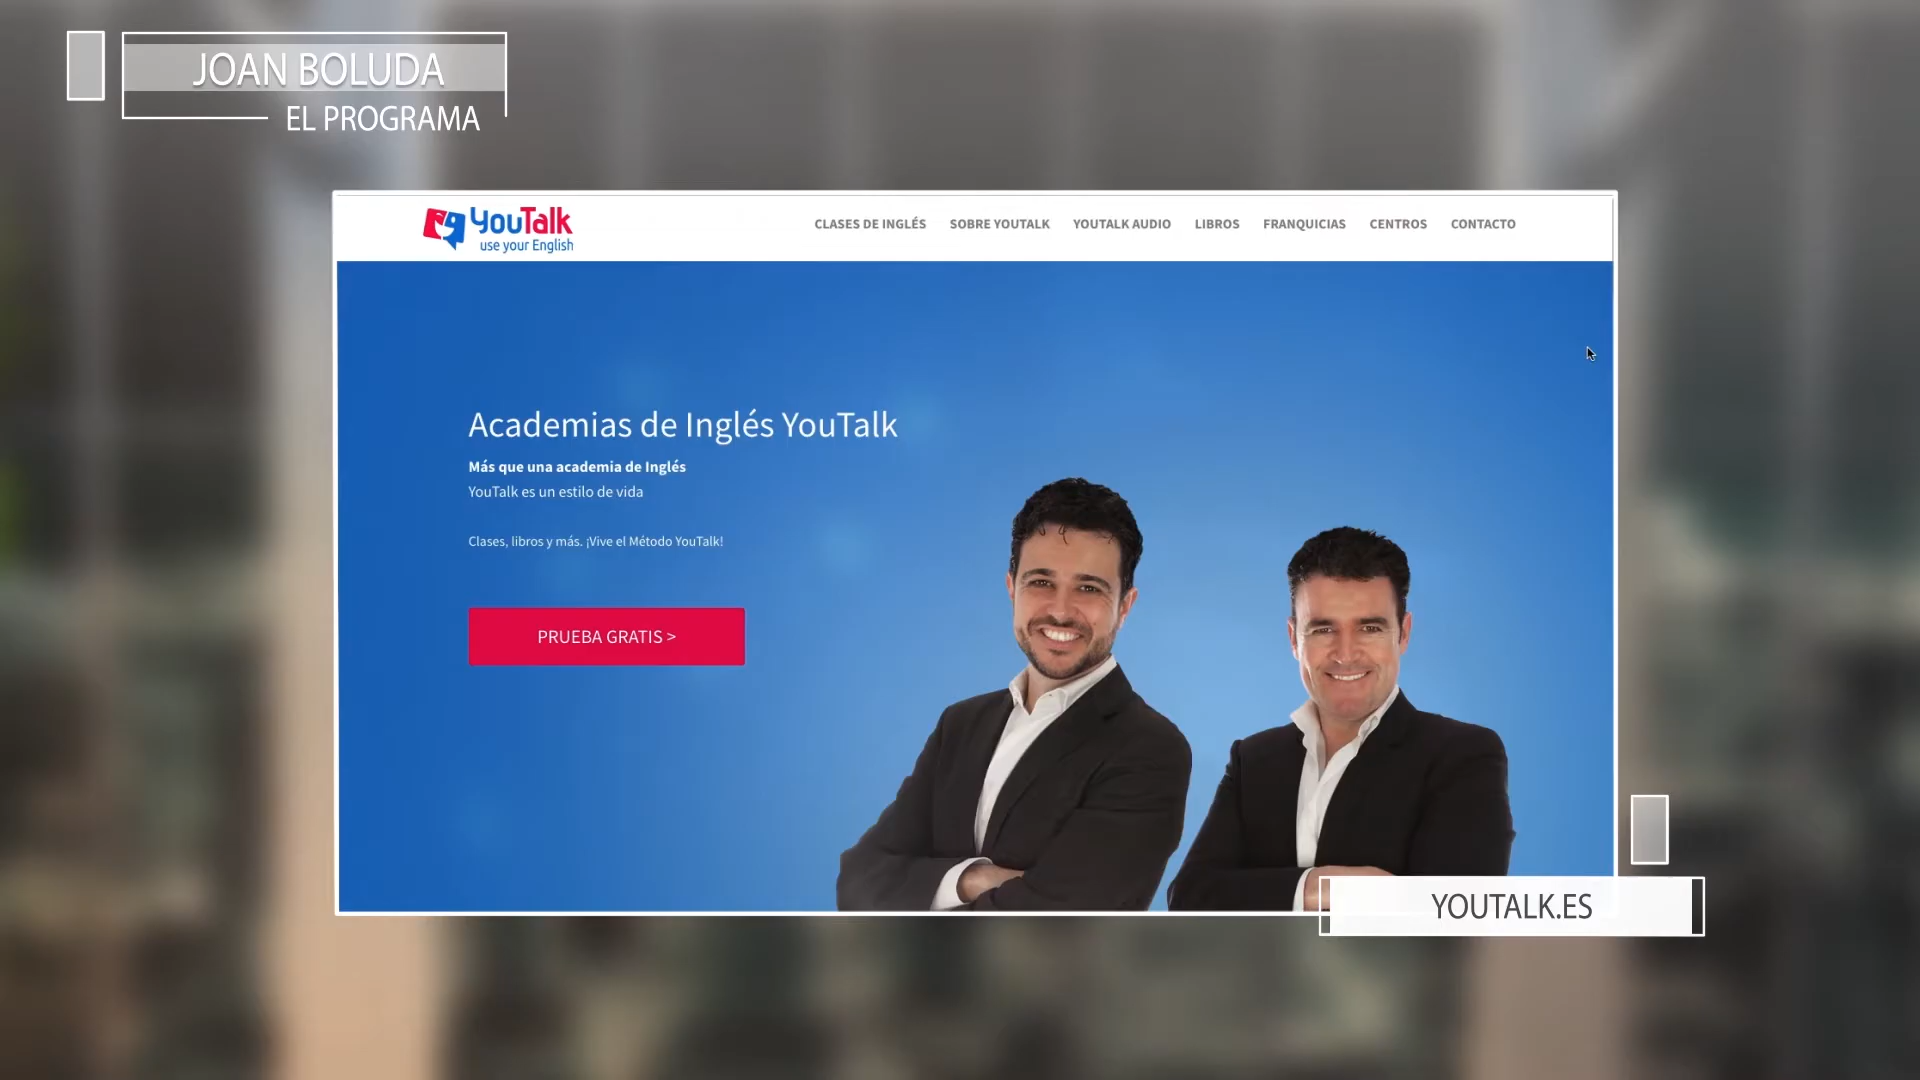 JOAN BOLUDA
EL PROGRAMA
YouTalk
use your English
CLASES DE INGLÉS SOBRE YOUTALK YOUTALK AUDIO LIBROS FRANQUICIAS CENTROS CONTACTO
Academias de Inglés YouTalk
Más que una academia de Inglés
YouTalk es un estilo de vida
Clases, libros y más. ¡Vive el Método YouTalk!
PRUEBA GRATIS >
YOUTALK.ES